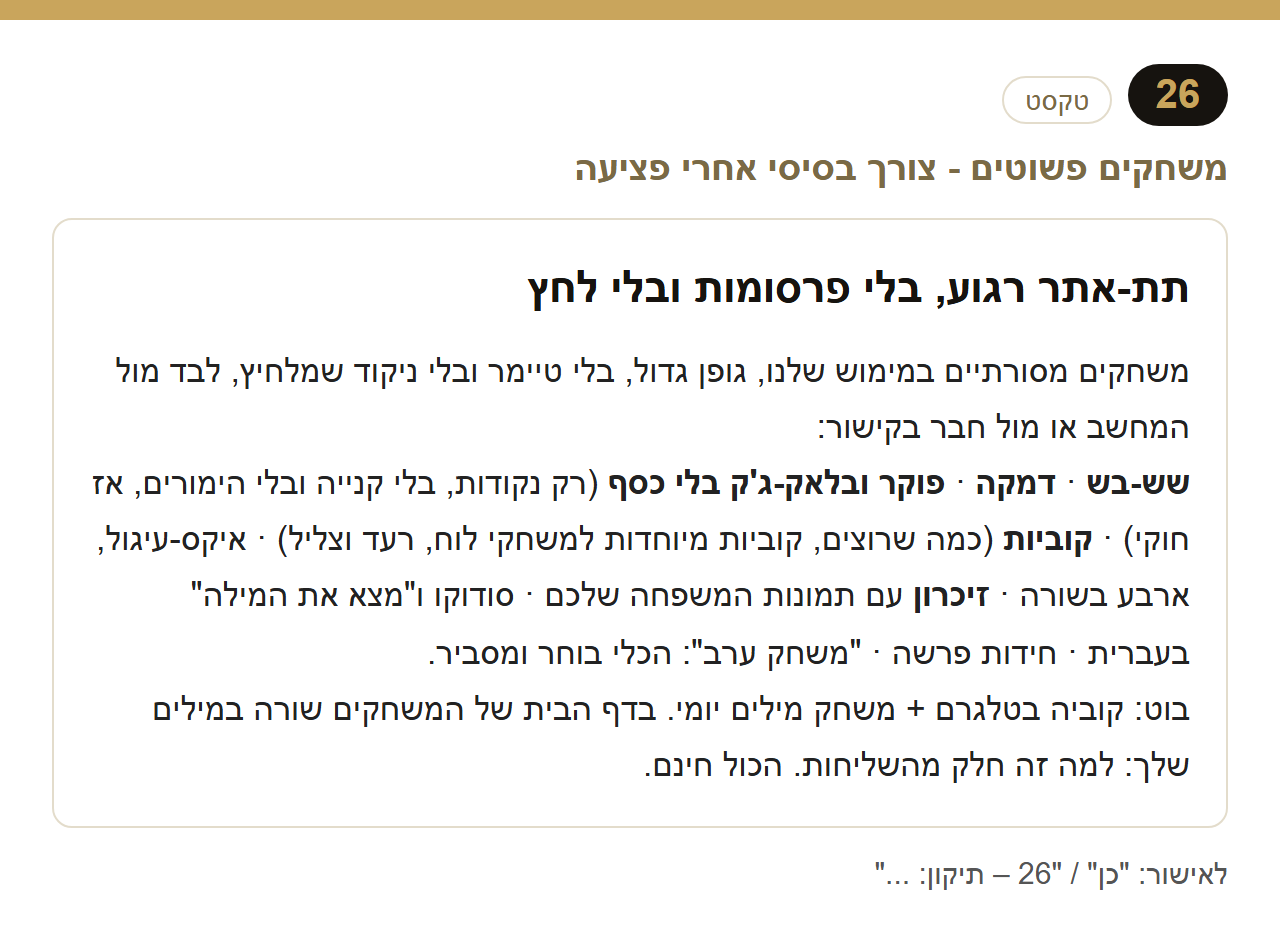 26
טקסט
משחקים פשוטים - צורך בסיסי אחרי פציעה
תת-אתר רגוע, בלי פרסומות ובלי לחץ
משחקים מסורתיים במימוש שלנו, גופן גדול, בלי טיימר ובלי ניקוד שמלחיץ, לבד מול
המחשב או מול חבר בקישור:
שש-בש · דמקה · פוקר ובלאק-ג'ק בלי כסף (רק נקודות, בלי קנייה ובלי הימורים, אז
חוקי) · קוביות (כמה שרוצים, קוביות מיוחדות למשחקי לוח, רעד וצליל) · איקס-עיגול,
ארבע בשורה · זיכרון עם תמונות המשפחה שלכם · סודוקו ו"מצא את המילה"
בעברית · חידות פרשה · "משחק ערב": הכלי בוחר ומסביר.
בוט: קוביה בטלגרם + משחק מילים יומי. בדף הבית של המשחקים שורה במילים
שלך: למה זה חלק מהשליחות. הכול חינם.
לאישור: "כן" / "26 – תיקון: ..."